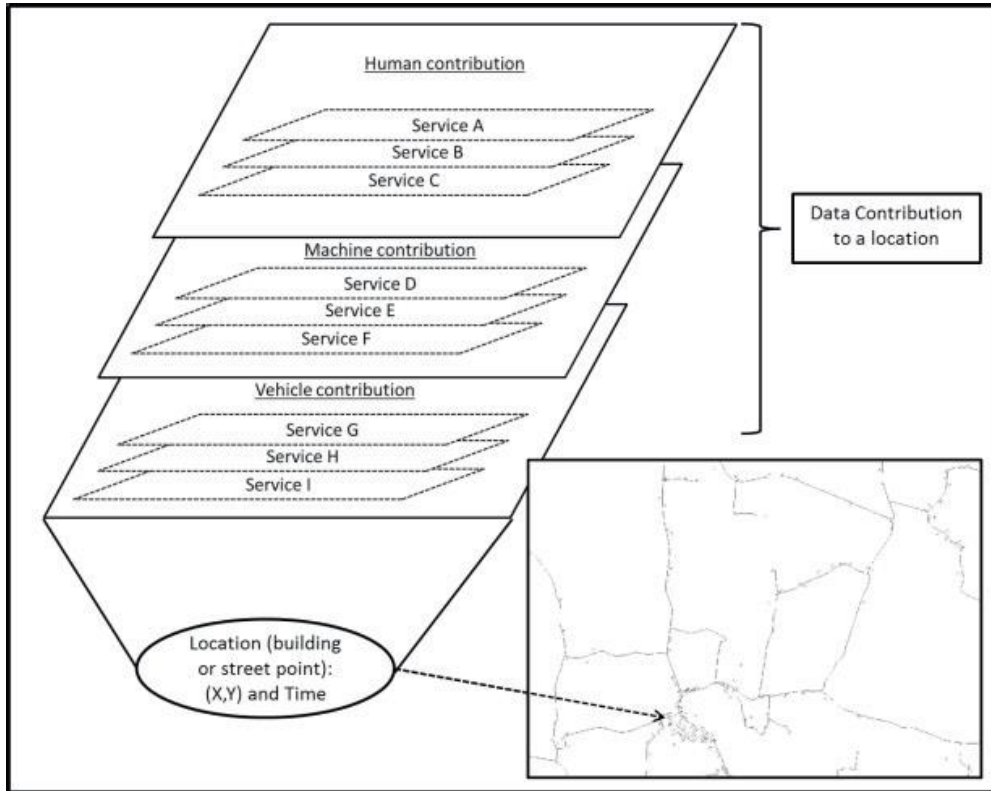 Human contribution
Service A
Service B
Service C
Machine contribution
Service D
Service E
Service F
Vehicle contribution
Service G
Service H
Service I
Data Contribution
to a location
Location (building
or street point):
(X,Y) and Time